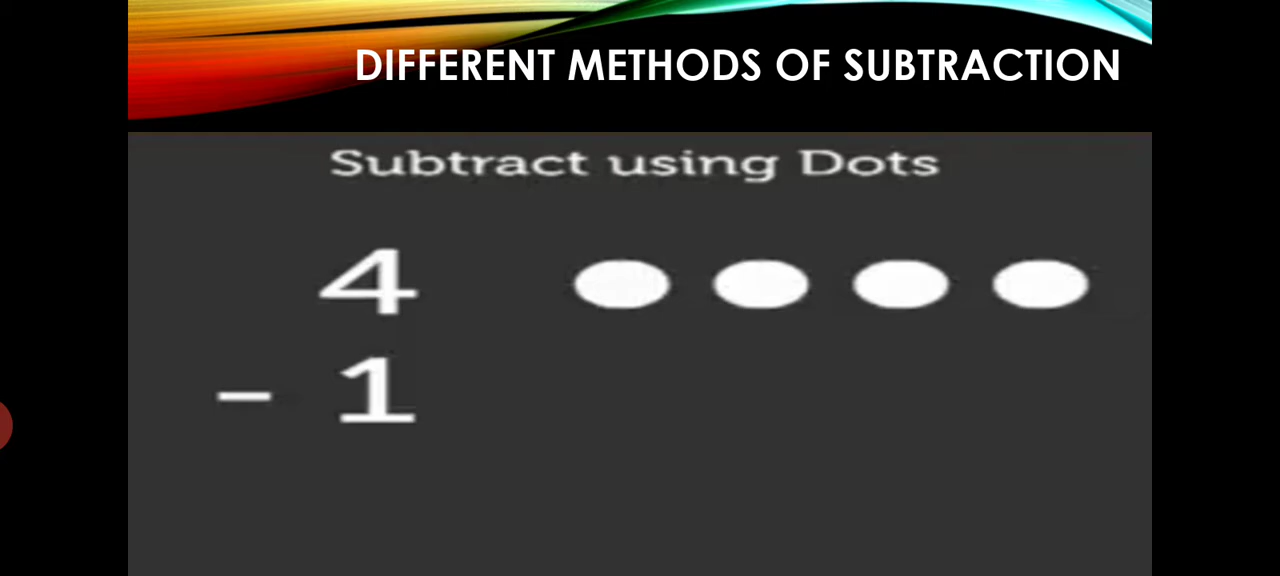 DIFFERENT METHODS OF SUBTRACTION
Subtract using Dots
4
- 1